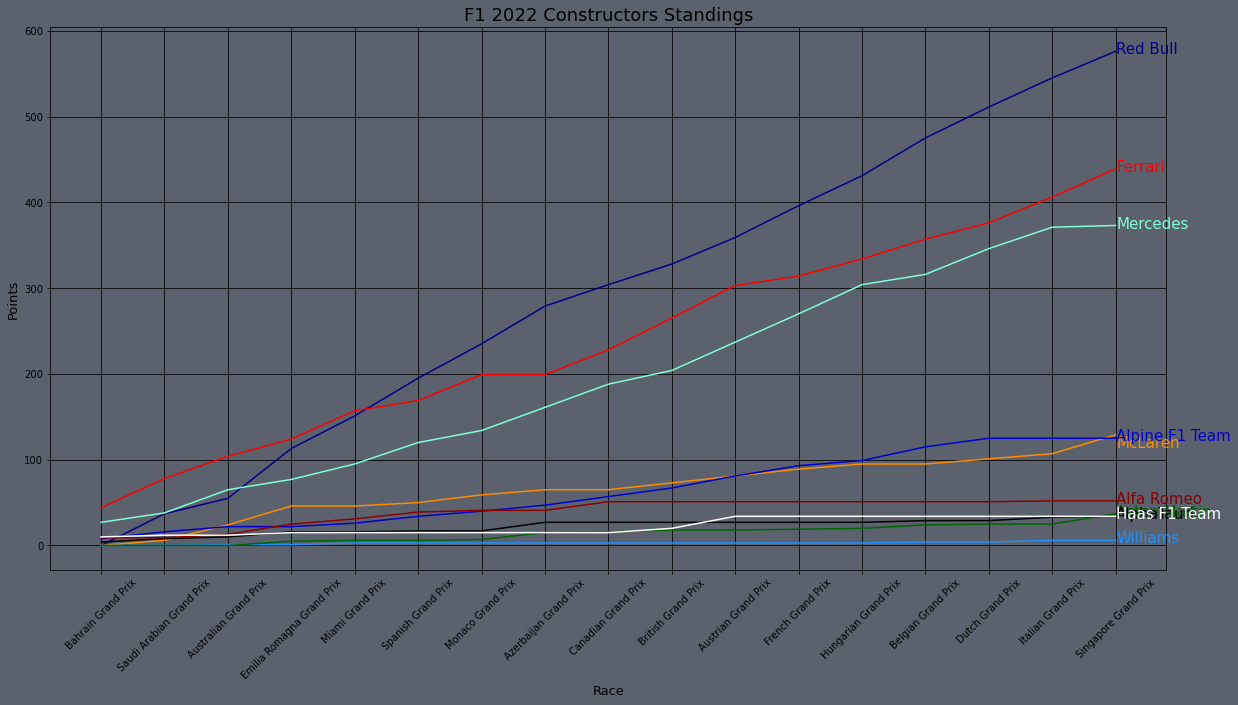 F1 2022 Constructors Standings
Points
600
500
400
300
200
100
0
Red Bull
Ferrari
Mercedes
Alpine F1 Team
McLaren
Alfa Romeo
Haas F1 Team
Williams
Bahrain Grand Prix
Saudi Arabian Grand Prix
Australian Grand Prix
Emilia Romagna Grand Prix
Miami Grand Prix
Spanish Grand Prix
Monaco Grand Prix
Azerbaijan Grand Prix
Canadian Grand Prix
British Grand Prix
Austrian Grand Prix
French Grand Prix
Hungarian Grand Prix
Belgian Grand Prix
Dutch Grand Prix
Italian Grand Prix
Singapore Grand Prix
Race